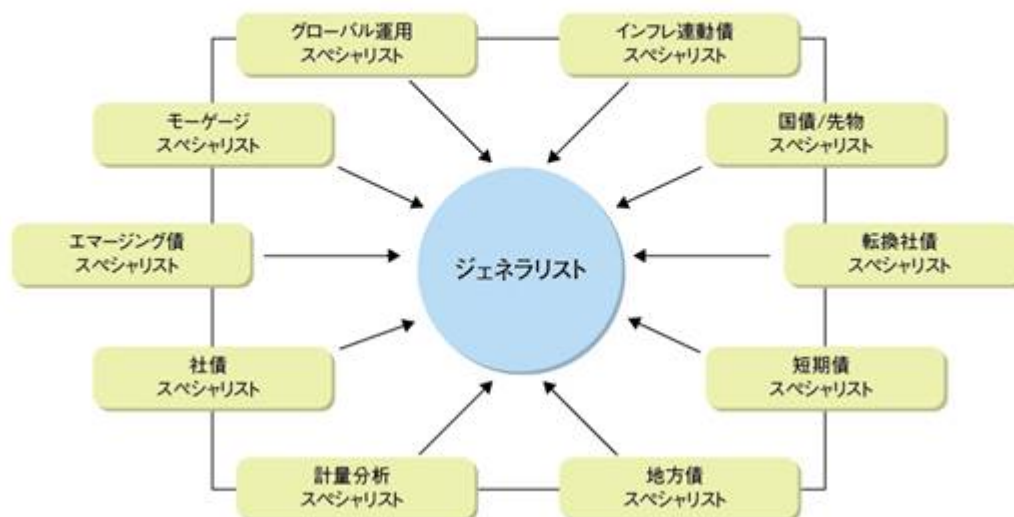 グローバル運用
スペシャリスト
インフレ連動債
スペシャリスト
モーゲージ
スペシャリスト
国債/先物
スペシャリスト
エマージング債
スペシャリスト
ジェネラリスト
転換社債
スペシャリスト
社債
スペシャリスト
短期債
スペシャリスト
計量分析
スペシャリスト
地方債
スペシャリスト